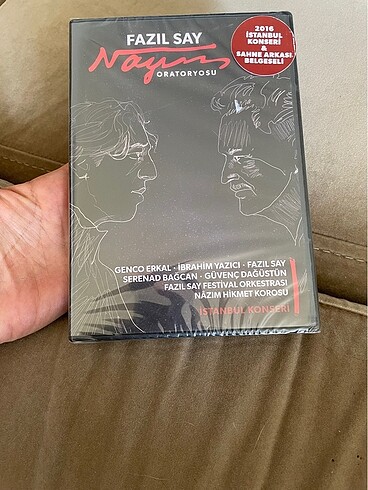 FAZIL SAY
Nazım
ORATORYOSU
2016
İSTANBUL
KONSERİ
&
SAHNE ARKASI
BELGESELİ
GENCO ERKAL · İBRAHİM YAZICI · FAZIL SAY
SERENAD BAĞCAN · GÜVENÇ DAĞÜSTÜN
FAZIL SAY FESTİVAL ORKESTRASI
NÂZIM HİKMET KOROSU
İSTANBUL KONSERİ